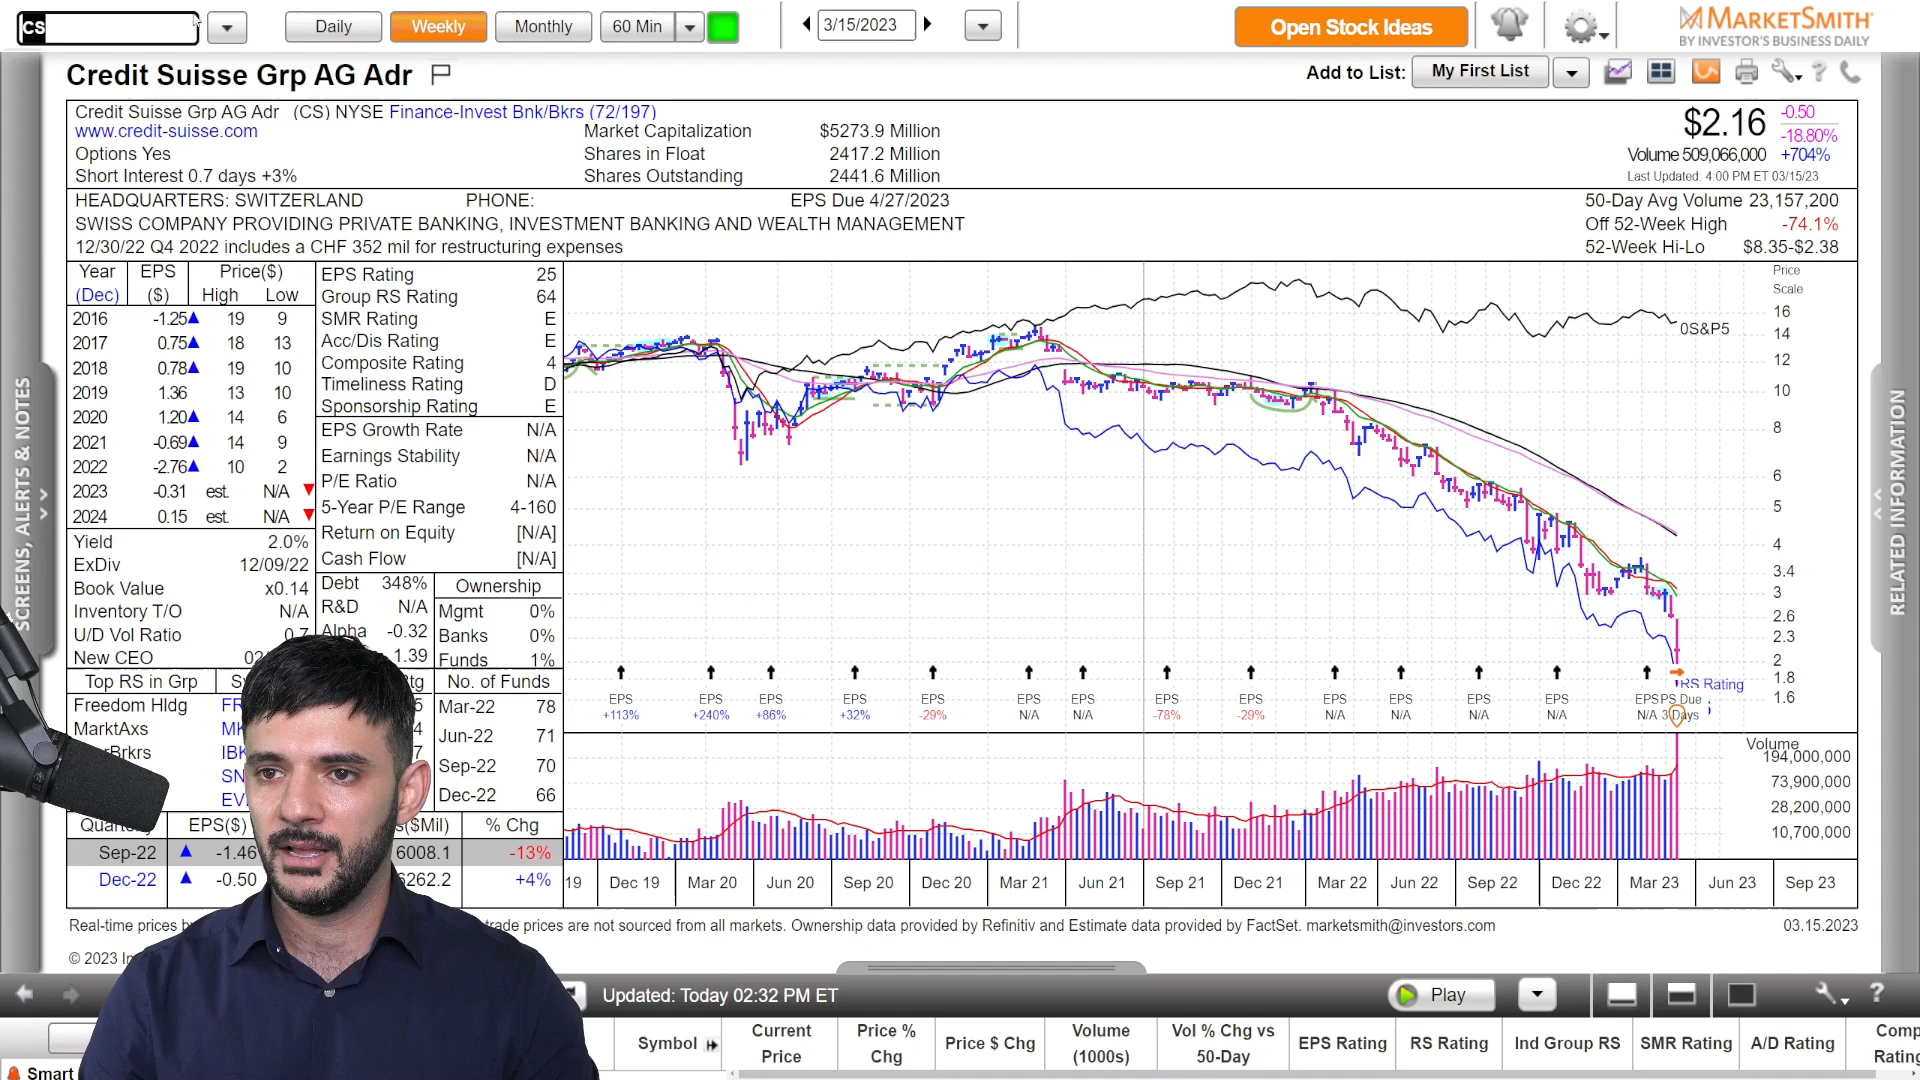 CS
Daily
Weekly
Monthly
60 Min
3/15/2023
Open Stock Ideas
MARKETSMITH
BY INVESTOR'S BUSINESS DAILY
Credit Suisse Grp AG Adr
Add to List:
My First List
Credit Suisse Grp AG Adr (CS) NYSE Finance-Invest Bnk/Bkrs (72/197)
www.credit-suisse.com
Options Yes
Short Interest 0.7 days +3%
Market Capitalization $5273.9 Million
Shares in Float 2417.2 Million
Shares Outstanding 2441.6 Million
$2.16
-0.50
-18.80%
Volume 509,066,000 +704%
Last Updated: 4:00 PM ET 03/15/23
HEADQUARTERS: SWITZERLAND PHONE: EPS Due 4/27/2023
SWISS COMPANY PROVIDING PRIVATE BANKING, INVESTMENT BANKING AND WEALTH MANAGEMENT
12/30/22 Q4 2022 includes a CHF 352 mil for restructuring expenses
50-Day Avg Volume 23,157,200
Off 52-Week High -74.1%
52-Week Hi-Lo $8.35-$2.38
Year EPS Price($)
(Dec) ($) High Low
2016 -1.25 19 9
2017 0.75 18 13
2018 0.78 19 10
2019 1.36 13 10
2020 1.20 14 6
2021 -0.69 14 9
2022 -2.76 10 2
2023 -0.31 est. N/A
2024 0.15 est. N/A
Yield 2.0%
ExDiv 12/09/22
Book Value x0.14
Inventory T/O N/A
U/D Vol Ratio 0.7
New CEO 02
EPS Rating 25
Group RS Rating 64
SMR Rating E
Acc/Dis Rating E
Composite Rating 4
Timeliness Rating D
Sponsorship Rating E
EPS Growth Rate N/A
Earnings Stability N/A
P/E Ratio N/A
5-Year P/E Range 4-160
Return on Equity [N/A]
Cash Flow [N/A]
Debt 348%
R&D N/A
Alpha -0.32
1.39
Ownership
Mgmt 0%
Banks 0%
Funds 1%
Top RS in Grp
Freedom Hldg FR
MarktAxs MK
Brkrs IBK
SN
EV
No. of Funds
Mar-22 78
Jun-22 71
Sep-22 70
Dec-22 66
EPS($) ($Mil) % Chg
Sep-22 -1.46 6008.1 -13%
Dec-22 -0.50 6262.2 +4%
Price
Scale
16
14
12
10
8
6
5
4
3.4
3
2.6
2.3
2
1.8
1.6
0S&P5
RS Rating
EPS EPS EPS EPS EPS EPS EPS EPS EPS EPS EPS EPS EPS EPS
+113% +240% +86% +32% -29% N/A N/A -78% -29% N/A N/A N/A N/A N/A
Volume
194,000,000
73,900,000
28,200,000
10,700,000
19 Dec 19 Mar 20 Jun 20 Sep 20 Dec 20 Mar 21 Jun 21 Sep 21 Dec 21 Mar 22 Jun 22 Sep 22 Dec 22 Mar 23 Jun 23 Sep 23
Real-time prices trade prices are not sourced from all markets. Ownership data provided by Refinitiv and Estimate data provided by FactSet. marketsmith@investors.com
03.15.2023
© 2023
SCREENS, ALERTS & NOTES
RELATED INFORMATION
Updated: Today 02:32 PM ET
Play
Symbol
Current Price
Price % Chg
Price $ Chg
Volume (1000s)
Vol % Chg vs 50-Day
EPS Rating
RS Rating
Ind Group RS
SMR Rating
A/D Rating
Comp Rating
Smart